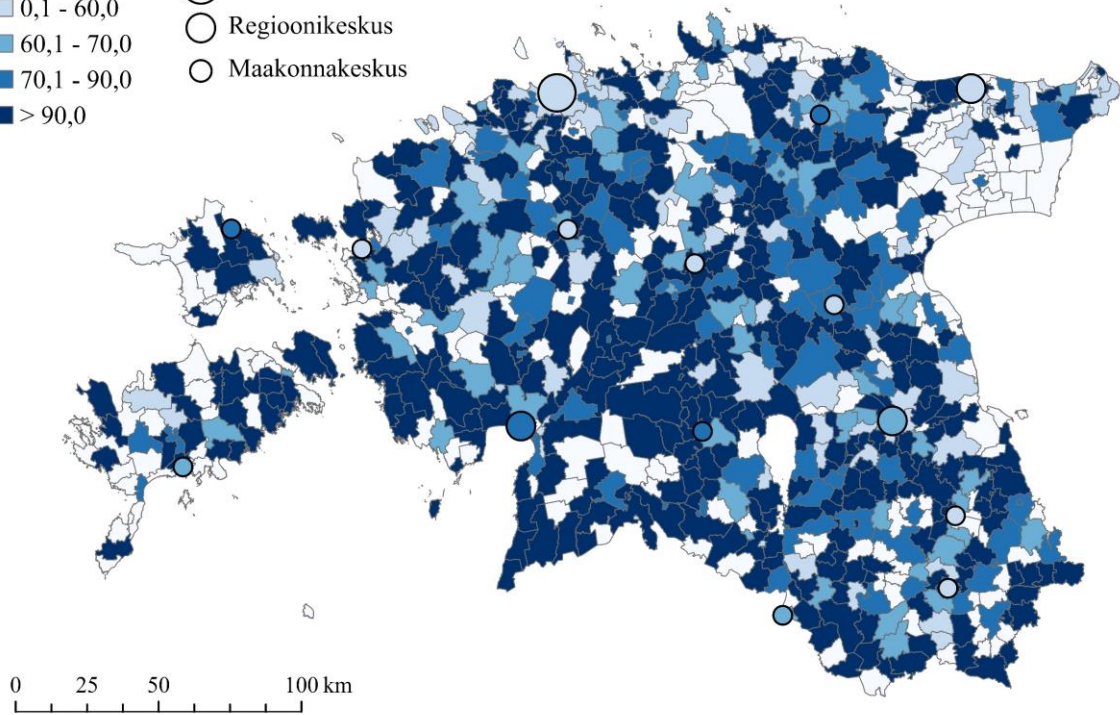 0,1 - 60,0
60,1 - 70,0
70,1 - 90,0
> 90,0
Regioonikeskus
Maakonnakeskus
0 25 50 100 km